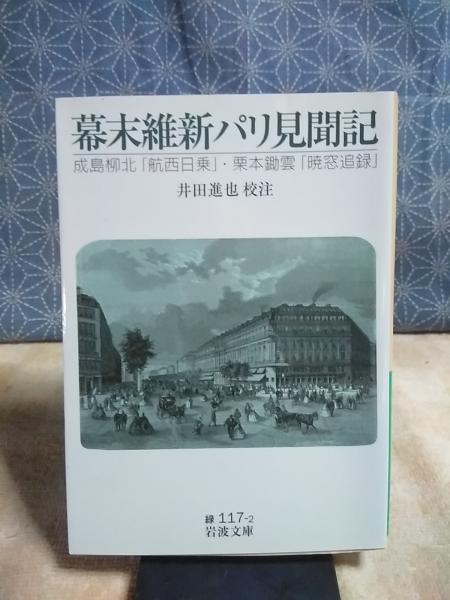 幕末維新パリ見聞記
成島柳北「航西日乗」・栗本鋤雲「暁窓追録」
井田進也 校注
緑 117-2
岩波文庫